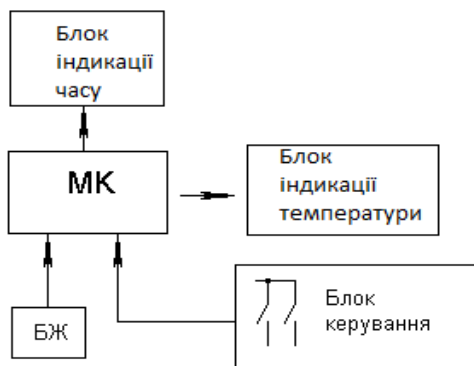 Блок
індикації
часу
МК
Блок
індикації
температури
БЖ
Блок
керування